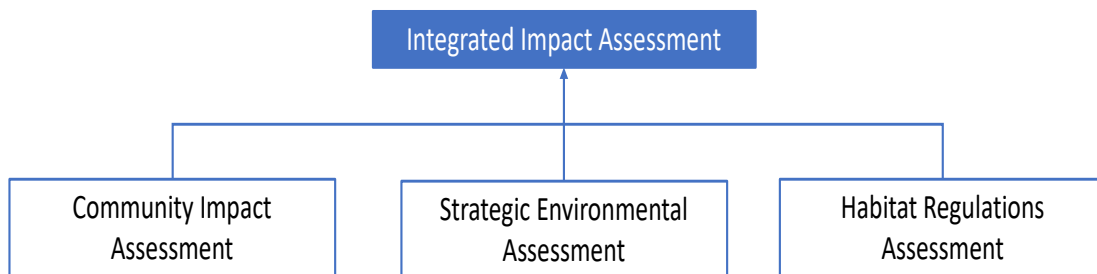 Integrated Impact Assessment
Community Impact
Assessment
Strategic Environmental
Assessment
Habitat Regulations
Assessment